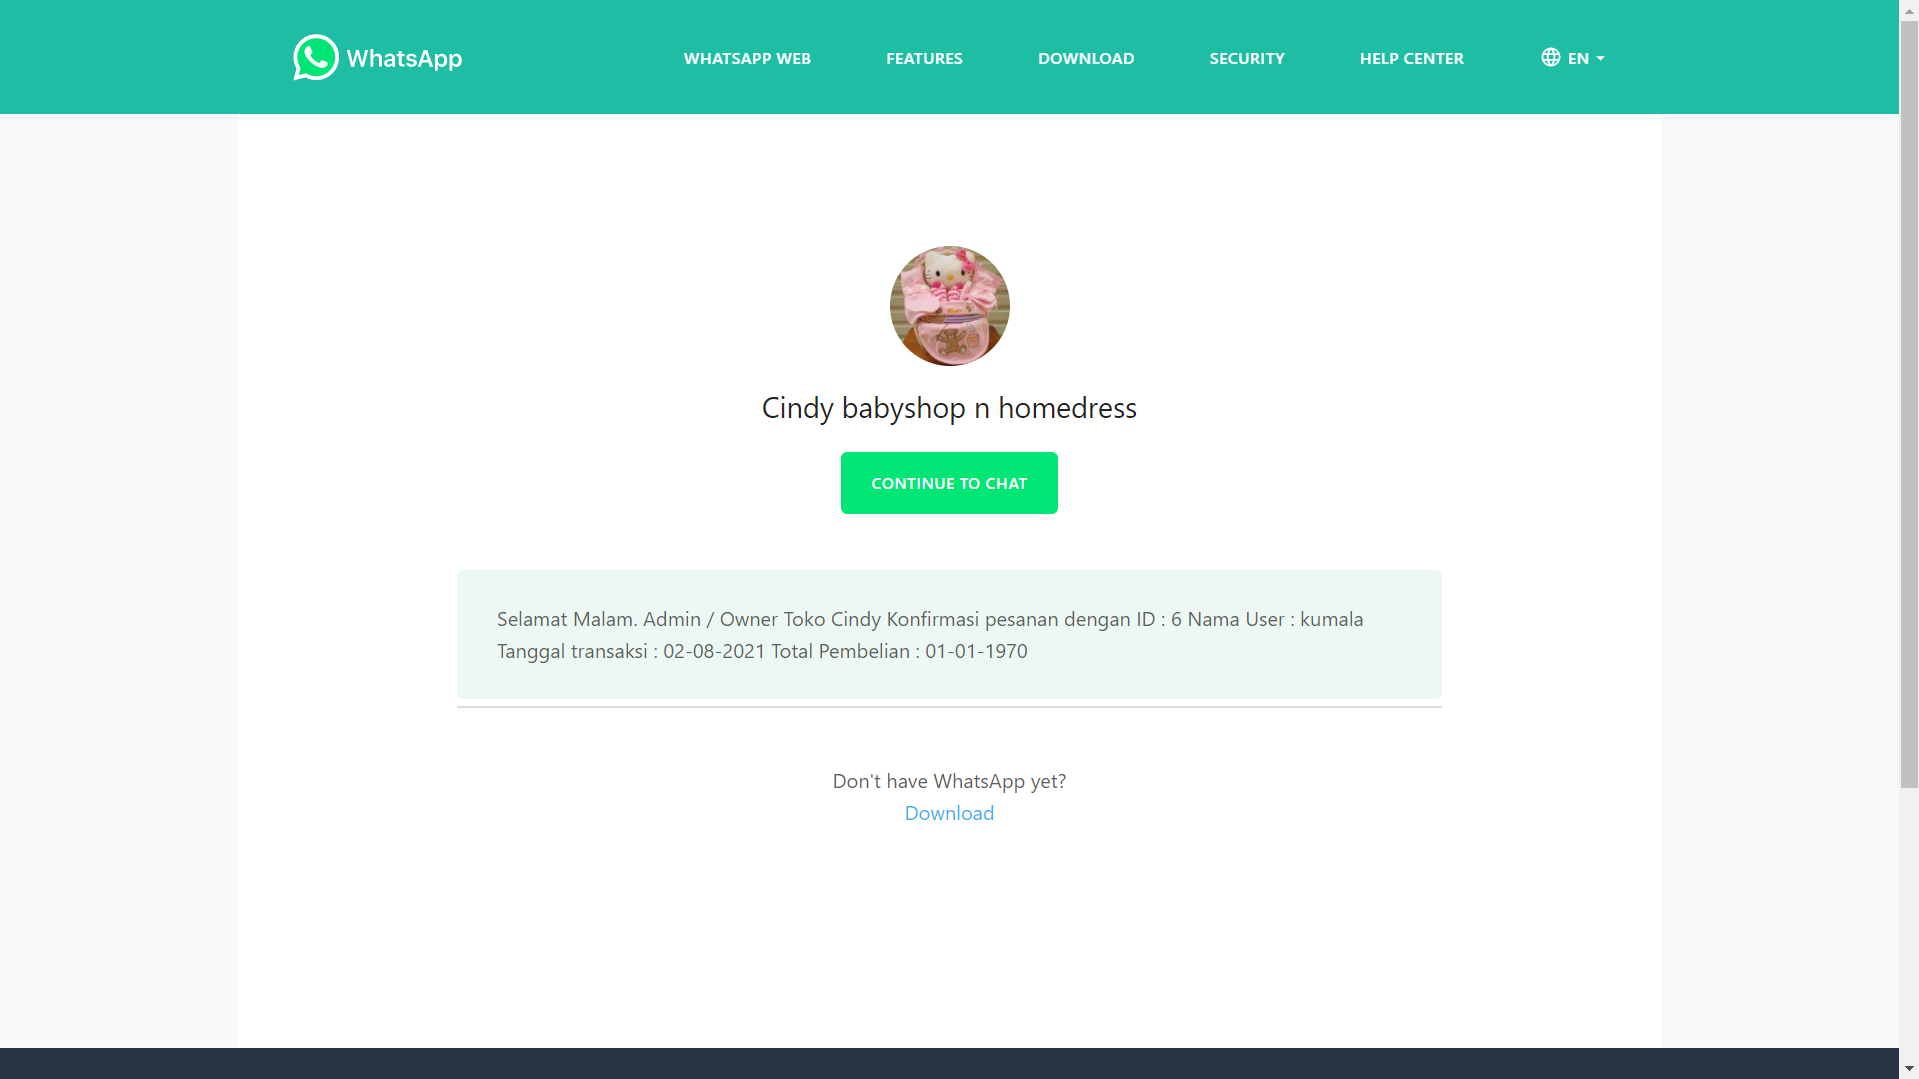 WhatsApp
WHATSAPP WEB
FEATURES
DOWNLOAD
SECURITY
HELP CENTER
EN
Cindy babyshop n homedress
CONTINUE TO CHAT
Selamat Malam. Admin / Owner Toko Cindy Konfirmasi pesanan dengan ID : 6 Nama User : kumala
Tanggal transaksi : 02-08-2021 Total Pembelian : 01-01-1970
Don't have WhatsApp yet?
Download